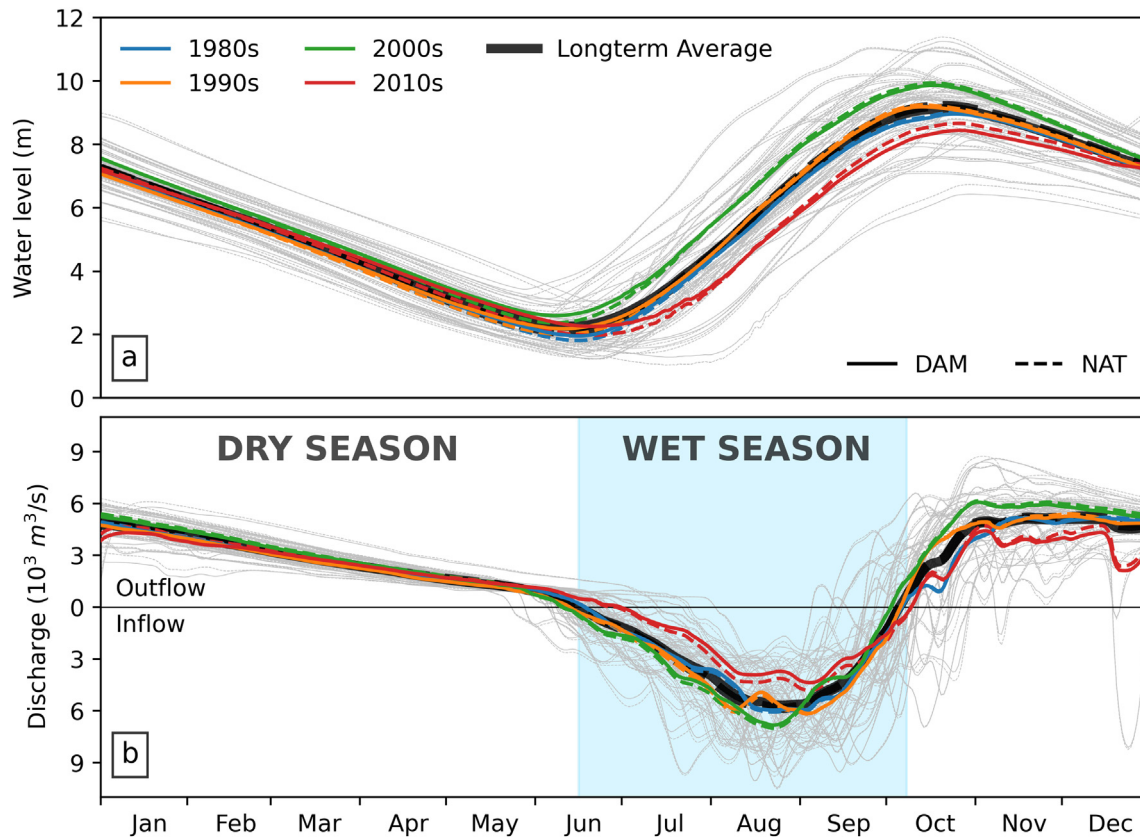 12
10
8
6
4
2
0
Water level (m)
1980s
1990s
2000s
2010s
Longterm Average
a
DAM
NAT
9
6
3
0
3
6
9
Discharge (10³ m³/s)
DRY SEASON
WET SEASON
Outflow
Inflow
b
Jan Feb Mar Apr May Jun Jul Aug Sep Oct Nov Dec